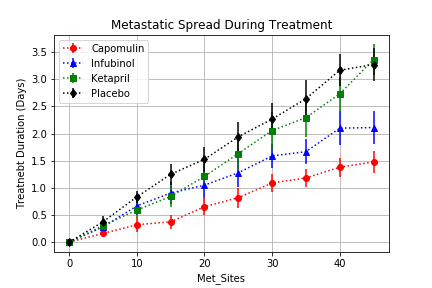 Metastatic Spread During Treatment
Capomulin
Infubinol
Ketapril
Placebo
3.5
3.0
2.5
2.0
1.5
1.0
0.5
0.0
Treatnebt Duration (Days)
0
10
20
30
40
Met_Sites